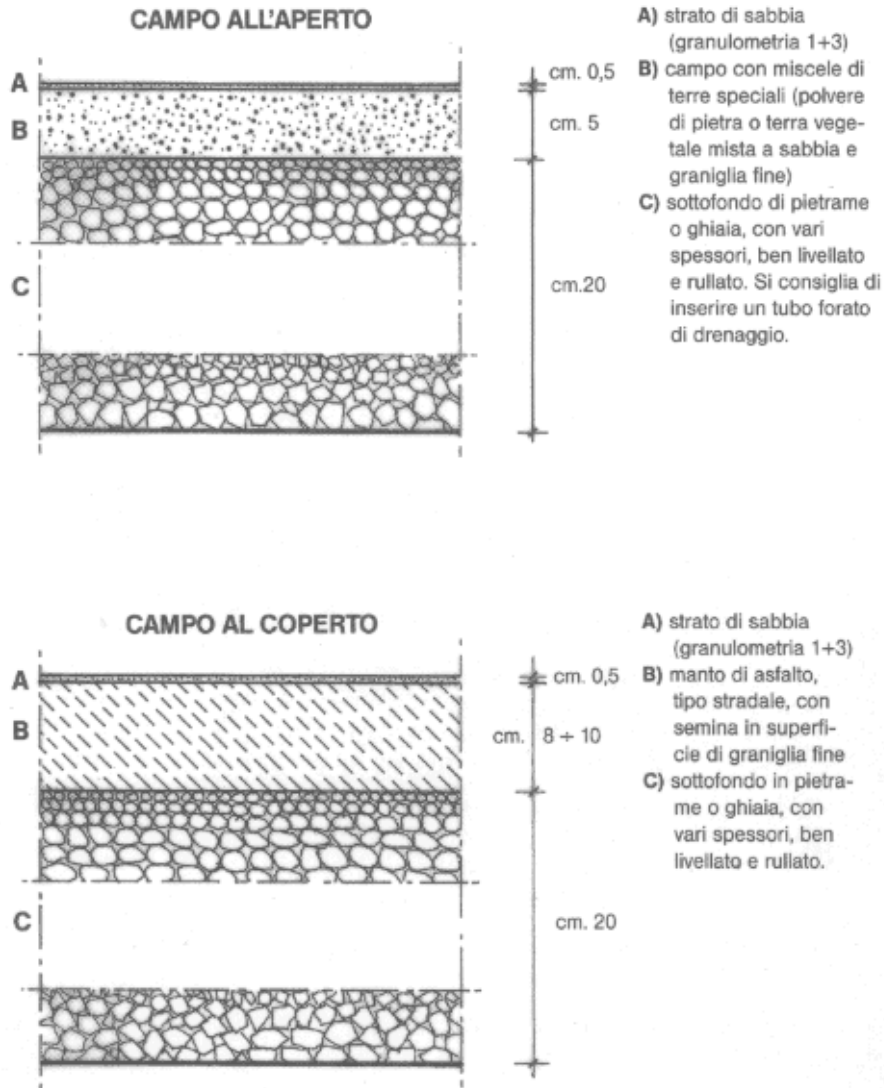 CAMPO ALL'APERTO
A
B
C
cm. 0,5
cm. 5
cm.20
A) strato di sabbia
(granulometria 1+3)
B) campo con miscele di
terre speciali (polvere
di pietra o terra vege-
tale mista a sabbia e
graniglia fine)
C) sottofondo di pietrame
o ghiaia, con vari
spessori, ben livellato
e rullato. Si consiglia di
inserire un tubo forato
di drenaggio.
CAMPO AL COPERTO
A
B
C
cm. 0,5
cm. 8 ÷ 10
cm. 20
A) strato di sabbia
(granulometria 1+3)
B) manto di asfalto,
tipo stradale, con
semina in superfi-
cie di graniglia fine
C) sottofondo in pietra-
me o ghiaia, con
vari spessori, ben
livellato e rullato.